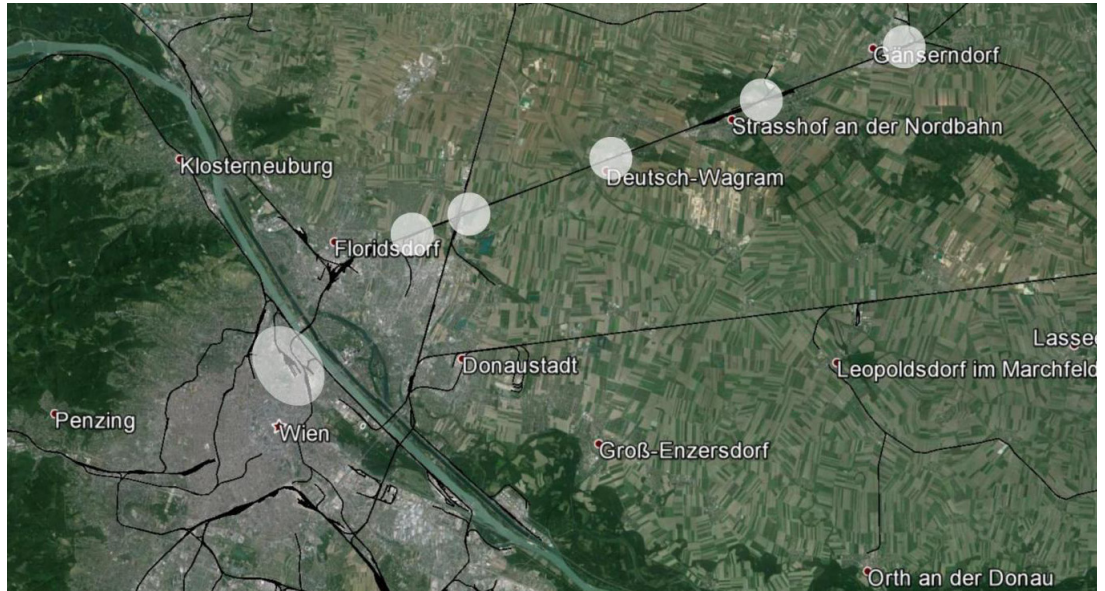 Gänserndorf
Strasshof an der Nordbahn
Klosterneuburg
Deutsch-Wagram
Floridsdorf
Lassee
Donaustadt
Leopoldsdorf im Marchfeld
Penzing
Wien
Groß-Enzersdorf
Orth an der Donau